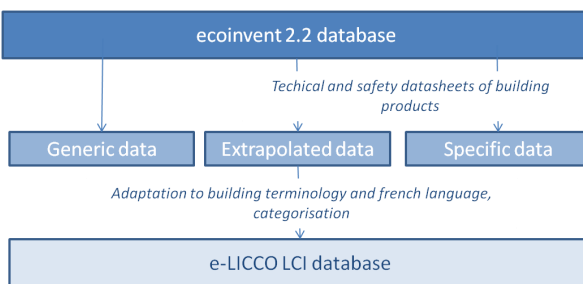 ecoinvent 2.2 database
Techical and safety datasheets of building
products
Generic data
Extrapolated data
Specific data
Adaptation to building terminology and french language,
categorisation
e-LICCO LCI database